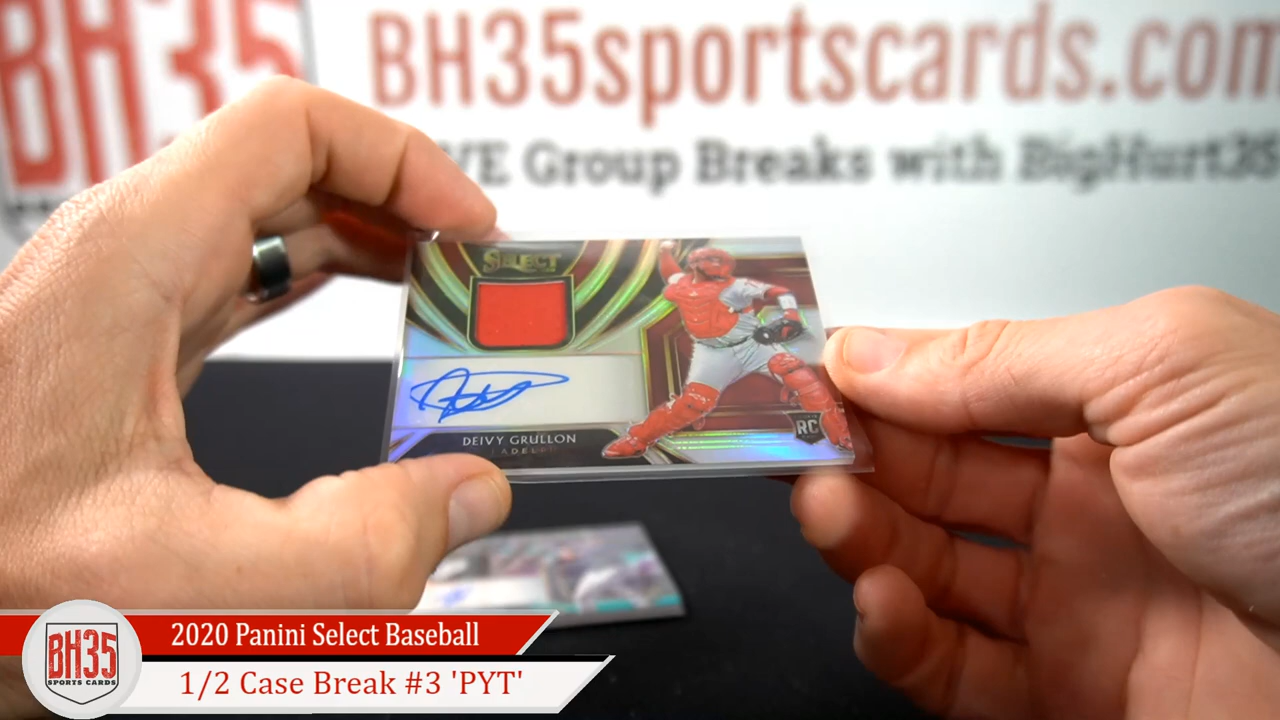 BH35
BH35sportscards.com
Group Breaks with BigHurt35
SELECT
DEIVY GRULLON
RC
BH35
SPORTS CARDS
2020 Panini Select Baseball
1/2 Case Break #3 'PYT'